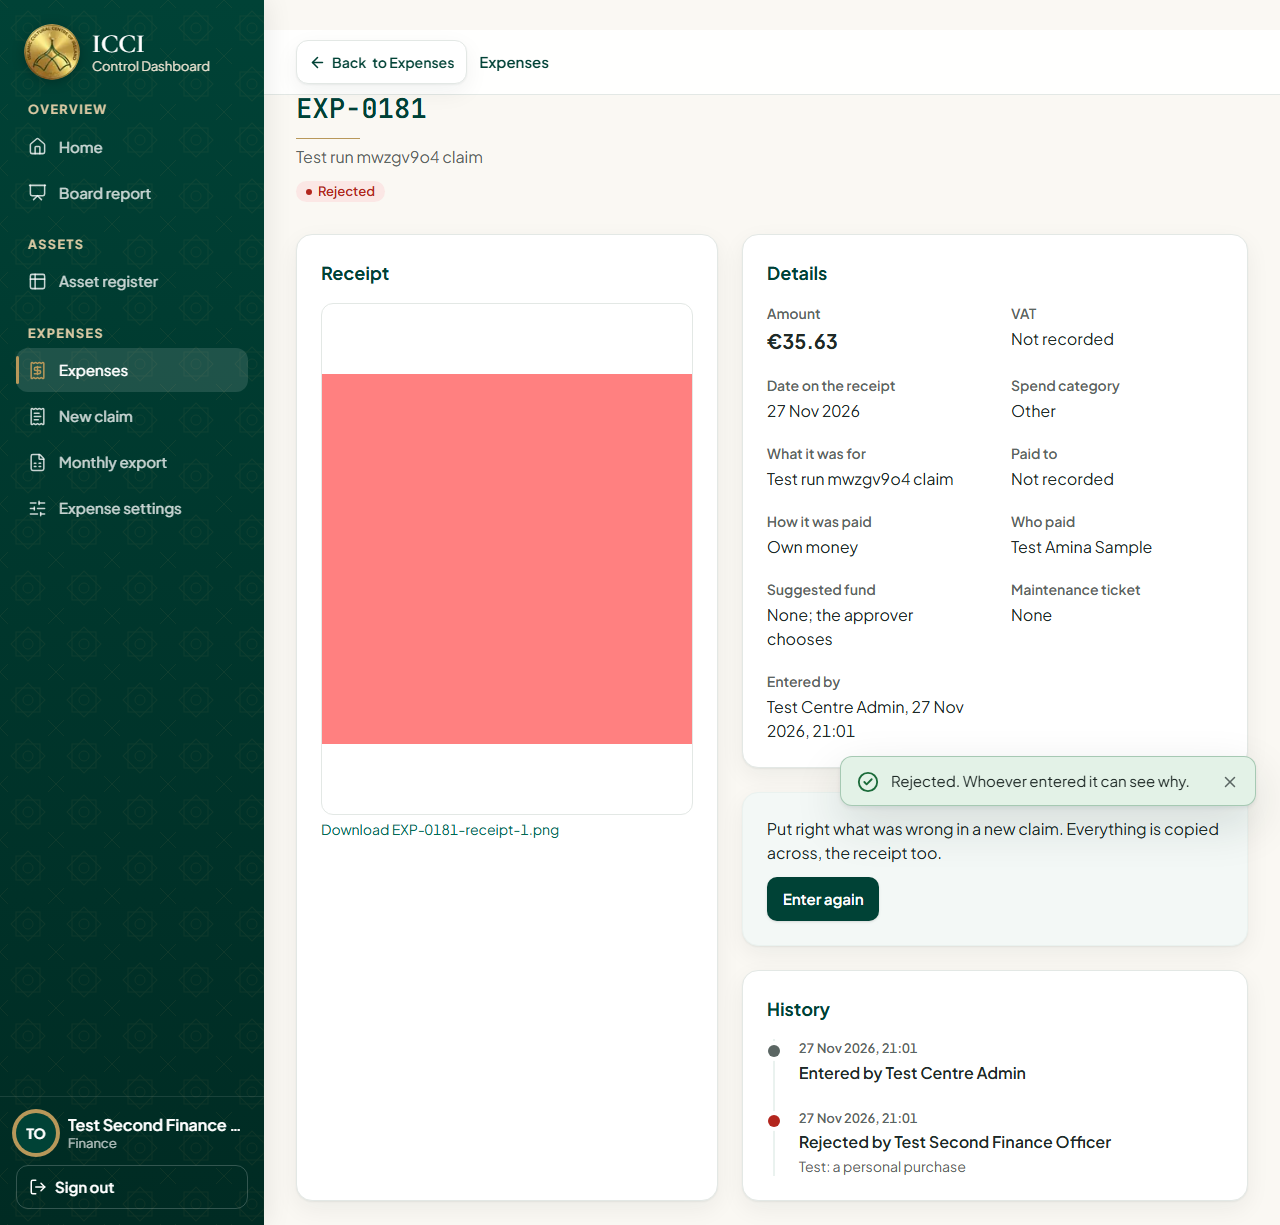 ICCI
Control Dashboard
OVERVIEW
Home
Board report
ASSETS
Asset register
EXPENSES
Expenses
New claim
Monthly export
Expense settings
TO
Test Second Finance ...
Finance
Sign out
Back to Expenses
Expenses
EXP-0181
Test run mwzgv9o4 claim
Rejected
Receipt
Download EXP-0181-receipt-1.png
Details
Amount
€35.63
VAT
Not recorded
Date on the receipt
27 Nov 2026
Spend category
Other
What it was for
Test run mwzgv9o4 claim
Paid to
Not recorded
How it was paid
Own money
Who paid
Test Amina Sample
Suggested fund
None; the approver
chooses
Maintenance ticket
None
Entered by
Test Centre Admin, 27 Nov
2026, 21:01
Rejected. Whoever entered it can see why.
Put right what was wrong in a new claim. Everything is copied
across, the receipt too.
Enter again
History
27 Nov 2026, 21:01
Entered by Test Centre Admin
27 Nov 2026, 21:01
Rejected by Test Second Finance Officer
Test: a personal purchase